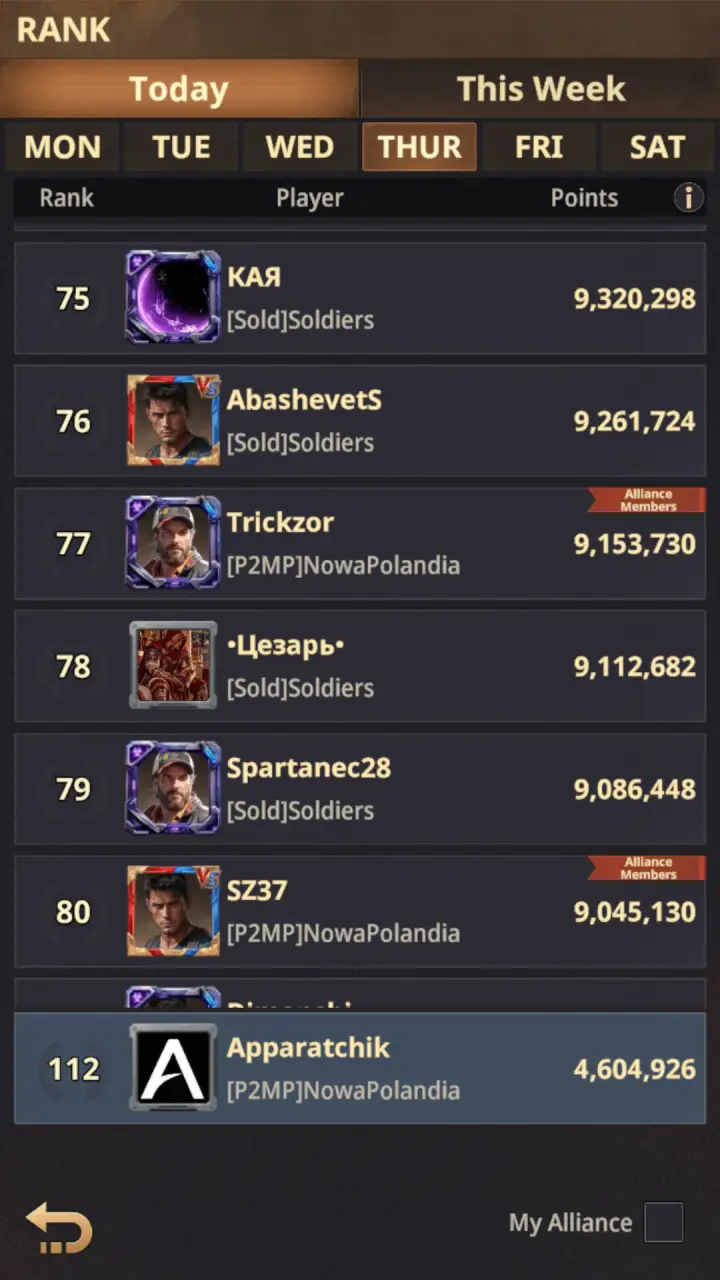 RANK
Today This Week
MON TUE WED THUR FRI SAT
Rank Player Points i
75 КАЯ 9,320,298
[Sold]Soldiers
76 AbashevetS 9,261,724
[Sold]Soldiers
VS
Alliance Members
77 Trickzor 9,153,730
[P2MP]NowaPolandia
78 •Цезарь• 9,112,682
[Sold]Soldiers
79 Spartanec28 9,086,448
[Sold]Soldiers
Alliance Members
80 SZ37 9,045,130
[P2MP]NowaPolandia
VS
112 Apparatchik 4,604,926
[P2MP]NowaPolandia
My Alliance